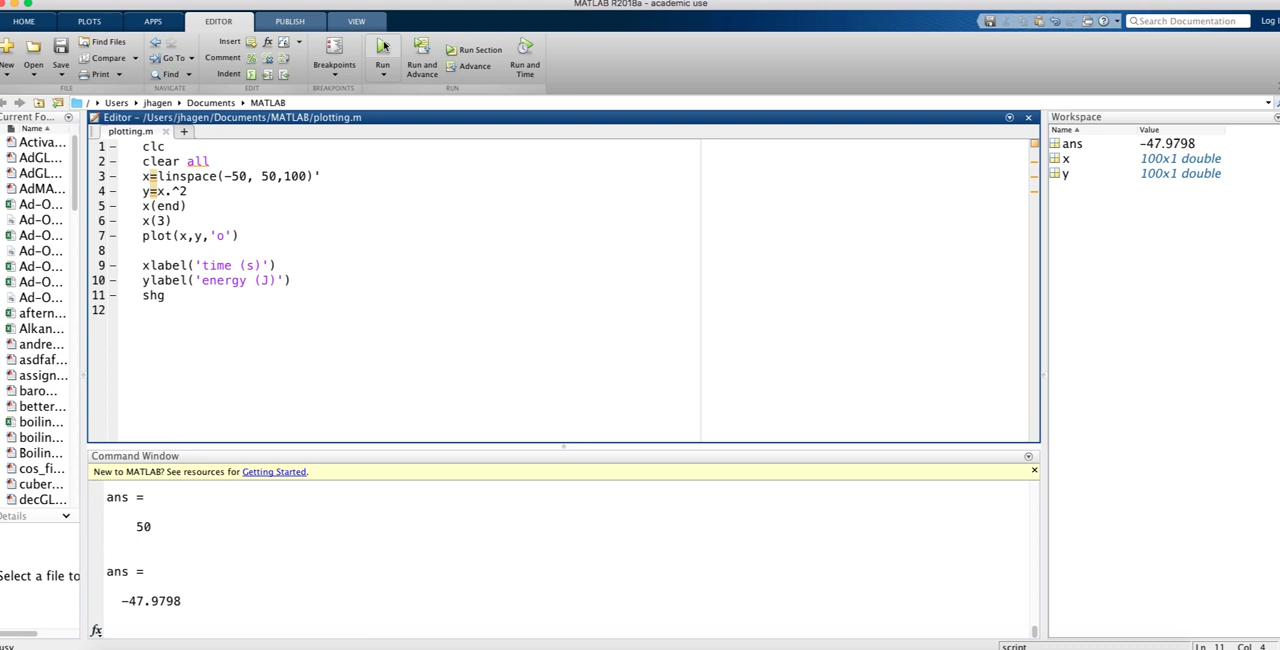 MATLAB R2018a - academic use
HOME PLOTS APPS EDITOR PUBLISH VIEW
Search Documentation Log
New Open Save Find Files Compare Print
Insert fx Comment Indent
Go To Find
Breakpoints Run Run and Advance Run Section Advance Run and Time
FILE NAVIGATE EDIT BREAKPOINTS RUN
/ Users jhagen Documents MATLAB
Current Fo...
Name
Activa...
AdGL...
AdGL...
AdMA...
Ad-O...
Ad-O...
Ad-O...
Ad-O...
Ad-O...
Ad-O...
Ad-O...
aftern...
Alkan...
andre...
asdfaf...
assign...
baro...
better...
boilin...
boilin...
Boilin...
cos_fi...
cuber...
decGL...
Details
Select a file to
Editor - /Users/jhagen/Documents/MATLAB/plotting.m
plotting.m × +
1 – clc
2 – clear all
3 – x=linspace(-50, 50,100)'
4 – y=x.^2
5 – x(end)
6 – x(3)
7 – plot(x,y,'o')
8
9 – xlabel('time (s)')
10 – ylabel('energy (J)')
11 – shg
12
Command Window
New to MATLAB? See resources for Getting Started.
ans =
50
ans =
-47.9798
fx
Workspace
Name Value
ans -47.9798
x 100x1 double
y 100x1 double
script Ln 11 Col 4